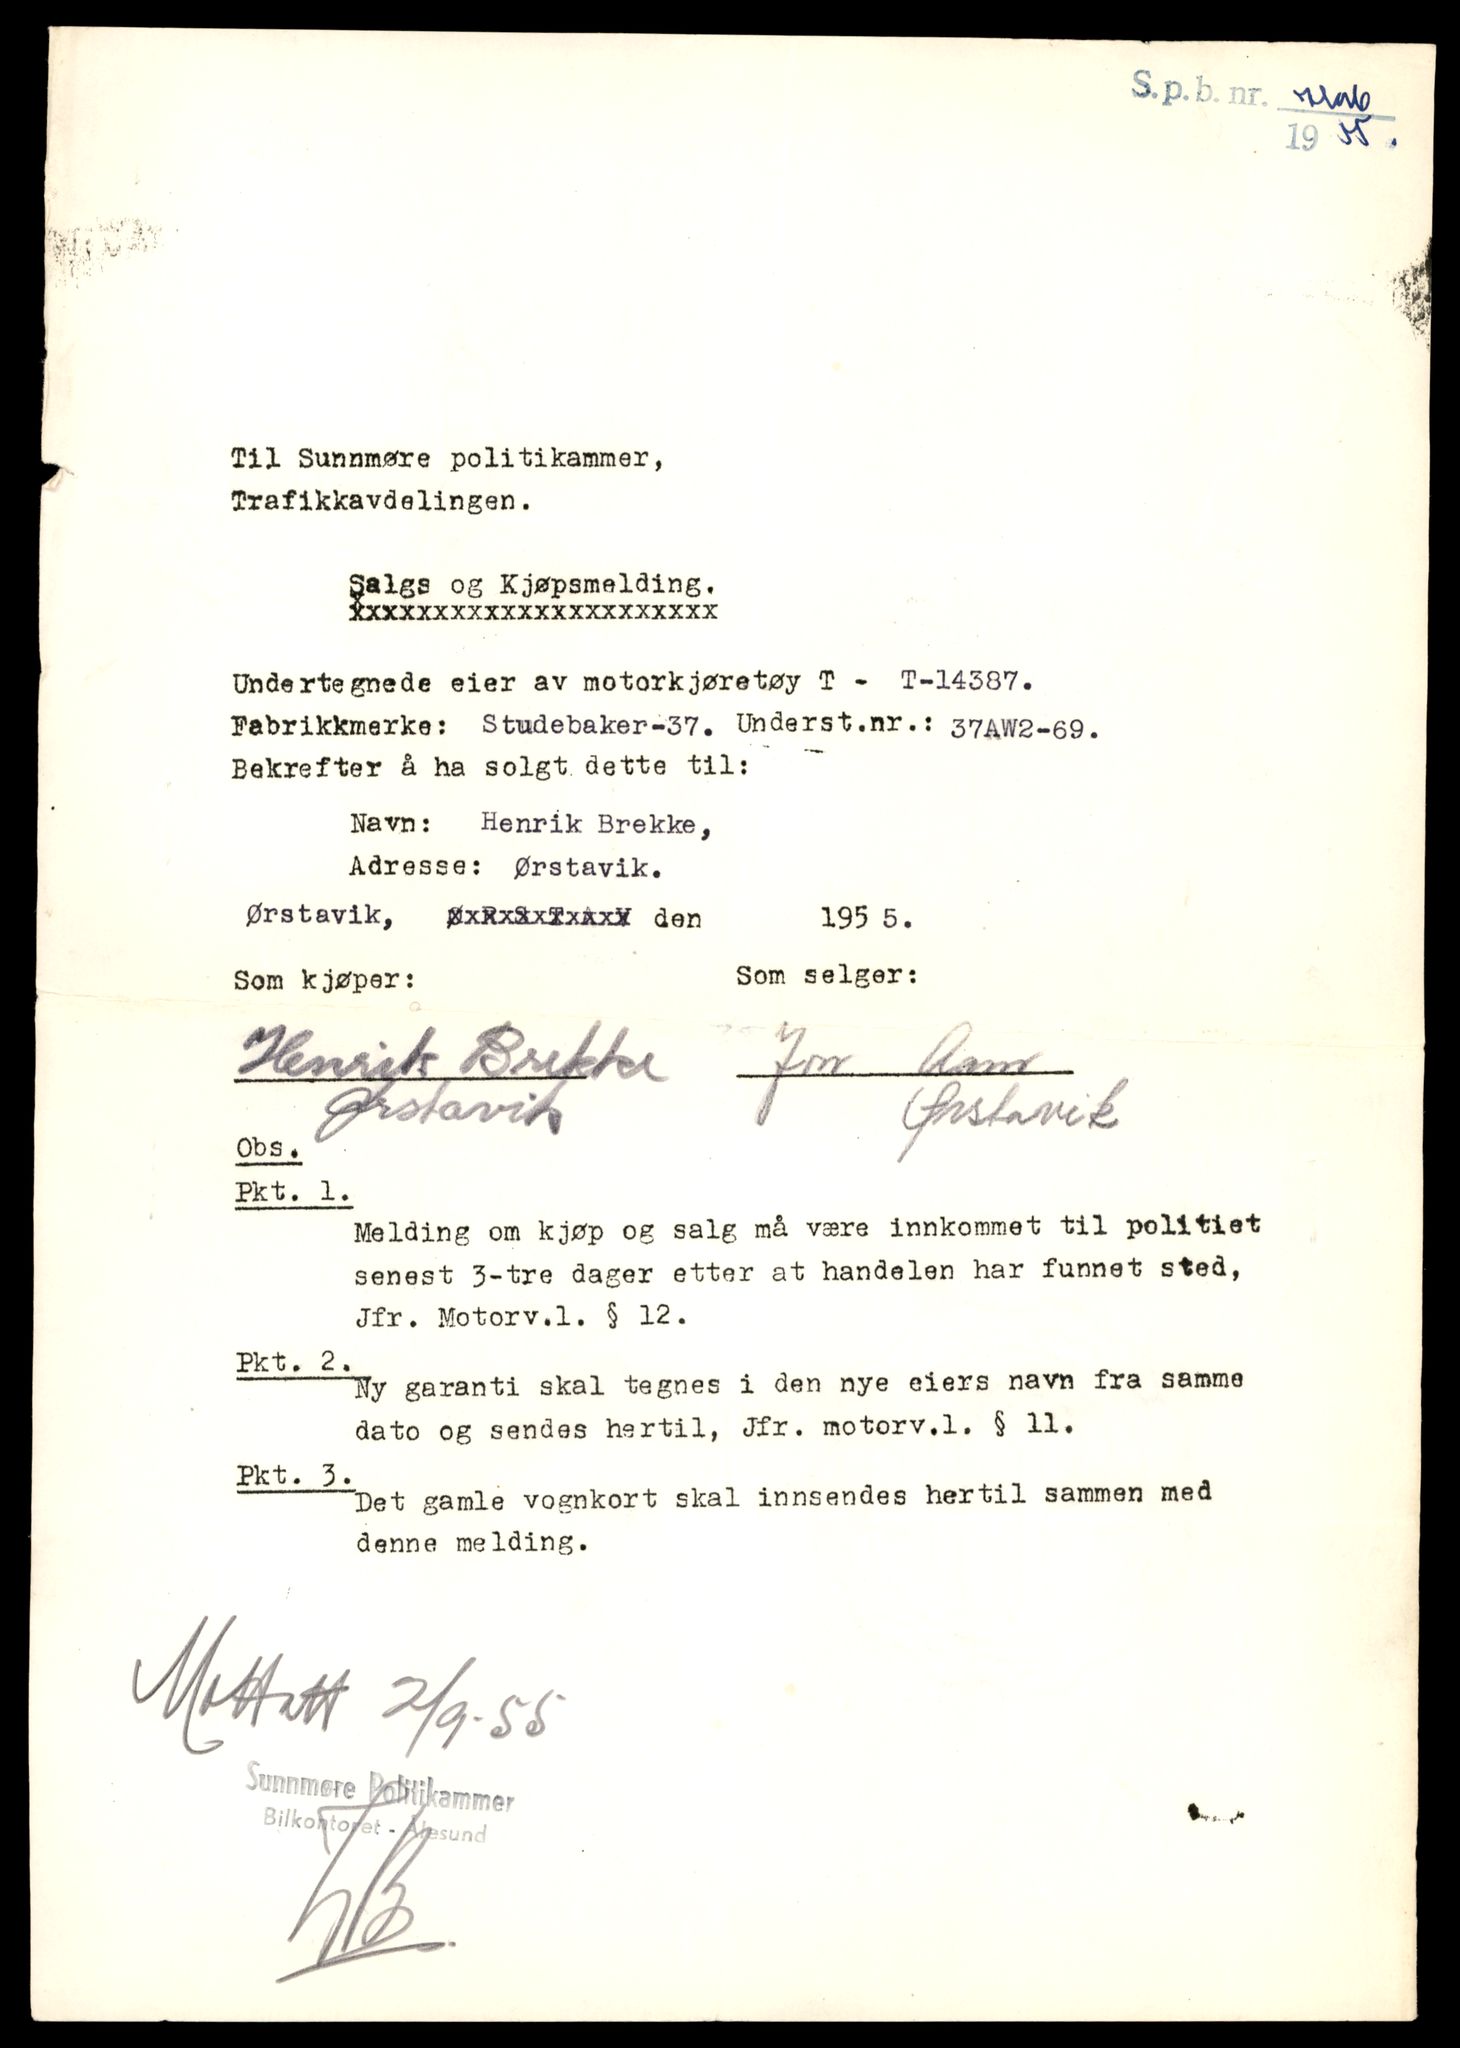 S.p.b. nr.
1955.
Til Sunnmøre politikammer,
Trafikkavdelingen.
Salgs og Kjøpsmelding.
xxxxxxxxxxxxxxxxxxxxxx
Undertegnede eier av motorkjøretøy T - T-14387.
Fabrikkmerke: Studebaker-37. Underst.nr.: 37AW2-69.
Bekrefter å ha solgt dette til:
Navn: Henrik Brekke,
Adresse: Ørstavik.
Ørstavik, ØxRxSxTxAxV den 195 5.
Som kjøper: Som selger:
Henrik Brekke Jon Aam
Ørstavik Ørstavik
Obs.
Pkt. 1.
Melding om kjøp og salg må være innkommet til politiet
senest 3-tre dager etter at handelen har funnet sted,
Jfr. Motorv.l. § 12.
Pkt. 2.
Ny garanti skal tegnes i den nye eiers navn fra samme
dato og sendes hertil, Jfr. motorv.l. § 11.
Pkt. 3.
Det gamle vognkort skal innsendes hertil sammen med
denne melding.
Mottatt 2/9-55
Sunnmøre Politikammer
Bilkontoret - Ålesund